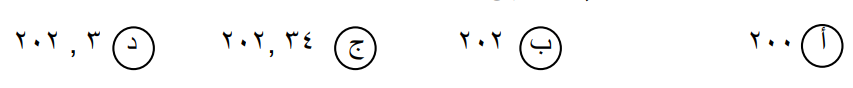 أ ٢٠٠ ب ٢٠٢ ج ٢٠٢, ٣٤ د ٢٠٢ , ٣